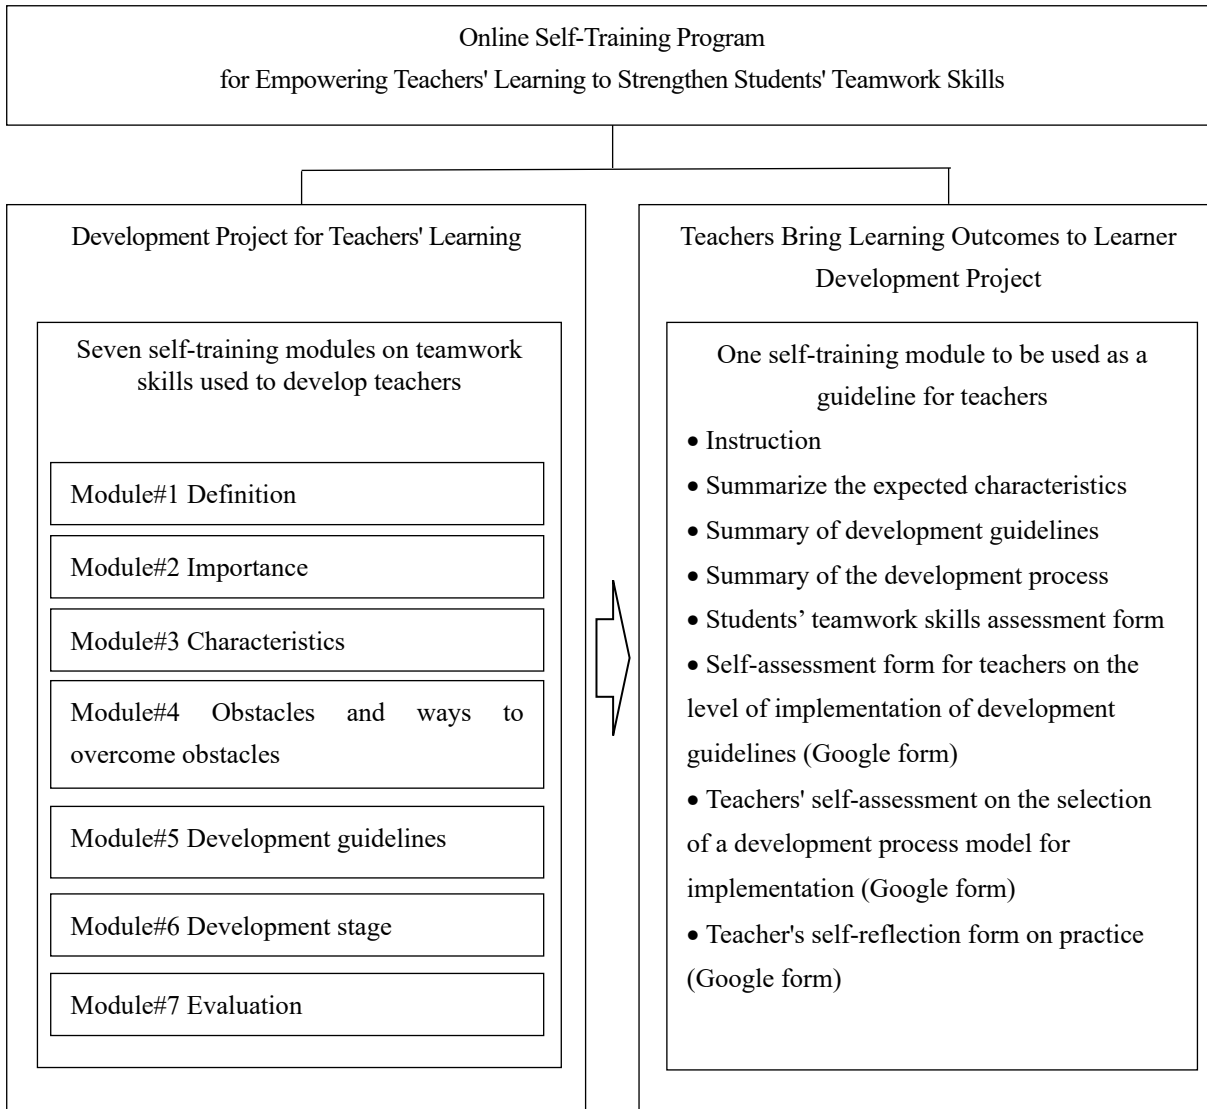 Online Self-Training Program
for Empowering Teachers' Learning to Strengthen Students' Teamwork Skills
Development Project for Teachers' Learning
Seven self-training modules on teamwork
skills used to develop teachers
Module#1 Definition
Module#2 Importance
Module#3 Characteristics
Module#4 Obstacles and ways to
overcome obstacles
Module#5 Development guidelines
Module#6 Development stage
Module#7 Evaluation
Teachers Bring Learning Outcomes to Learner
Development Project
One self-training module to be used as a
guideline for teachers
• Instruction
• Summarize the expected characteristics
• Summary of development guidelines
• Summary of the development process
• Students’ teamwork skills assessment form
• Self-assessment form for teachers on the
level of implementation of development
guidelines (Google form)
• Teachers' self-assessment on the selection
of a development process model for
implementation (Google form)
• Teacher's self-reflection form on practice
(Google form)